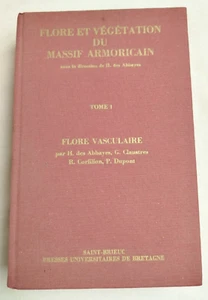 FLORE ET VÉGÉTATION
DU
MASSIF ARMORICAIN
sous la Direction de H. des Abbayes
TOME I
FLORE VASCULAIRE
par H. des Abbayes, G. Claustres
R. Corillion, P. Dupont
SAINT-BRIEUC
PRESSES UNIVERSITAIRES DE BRETAGNE